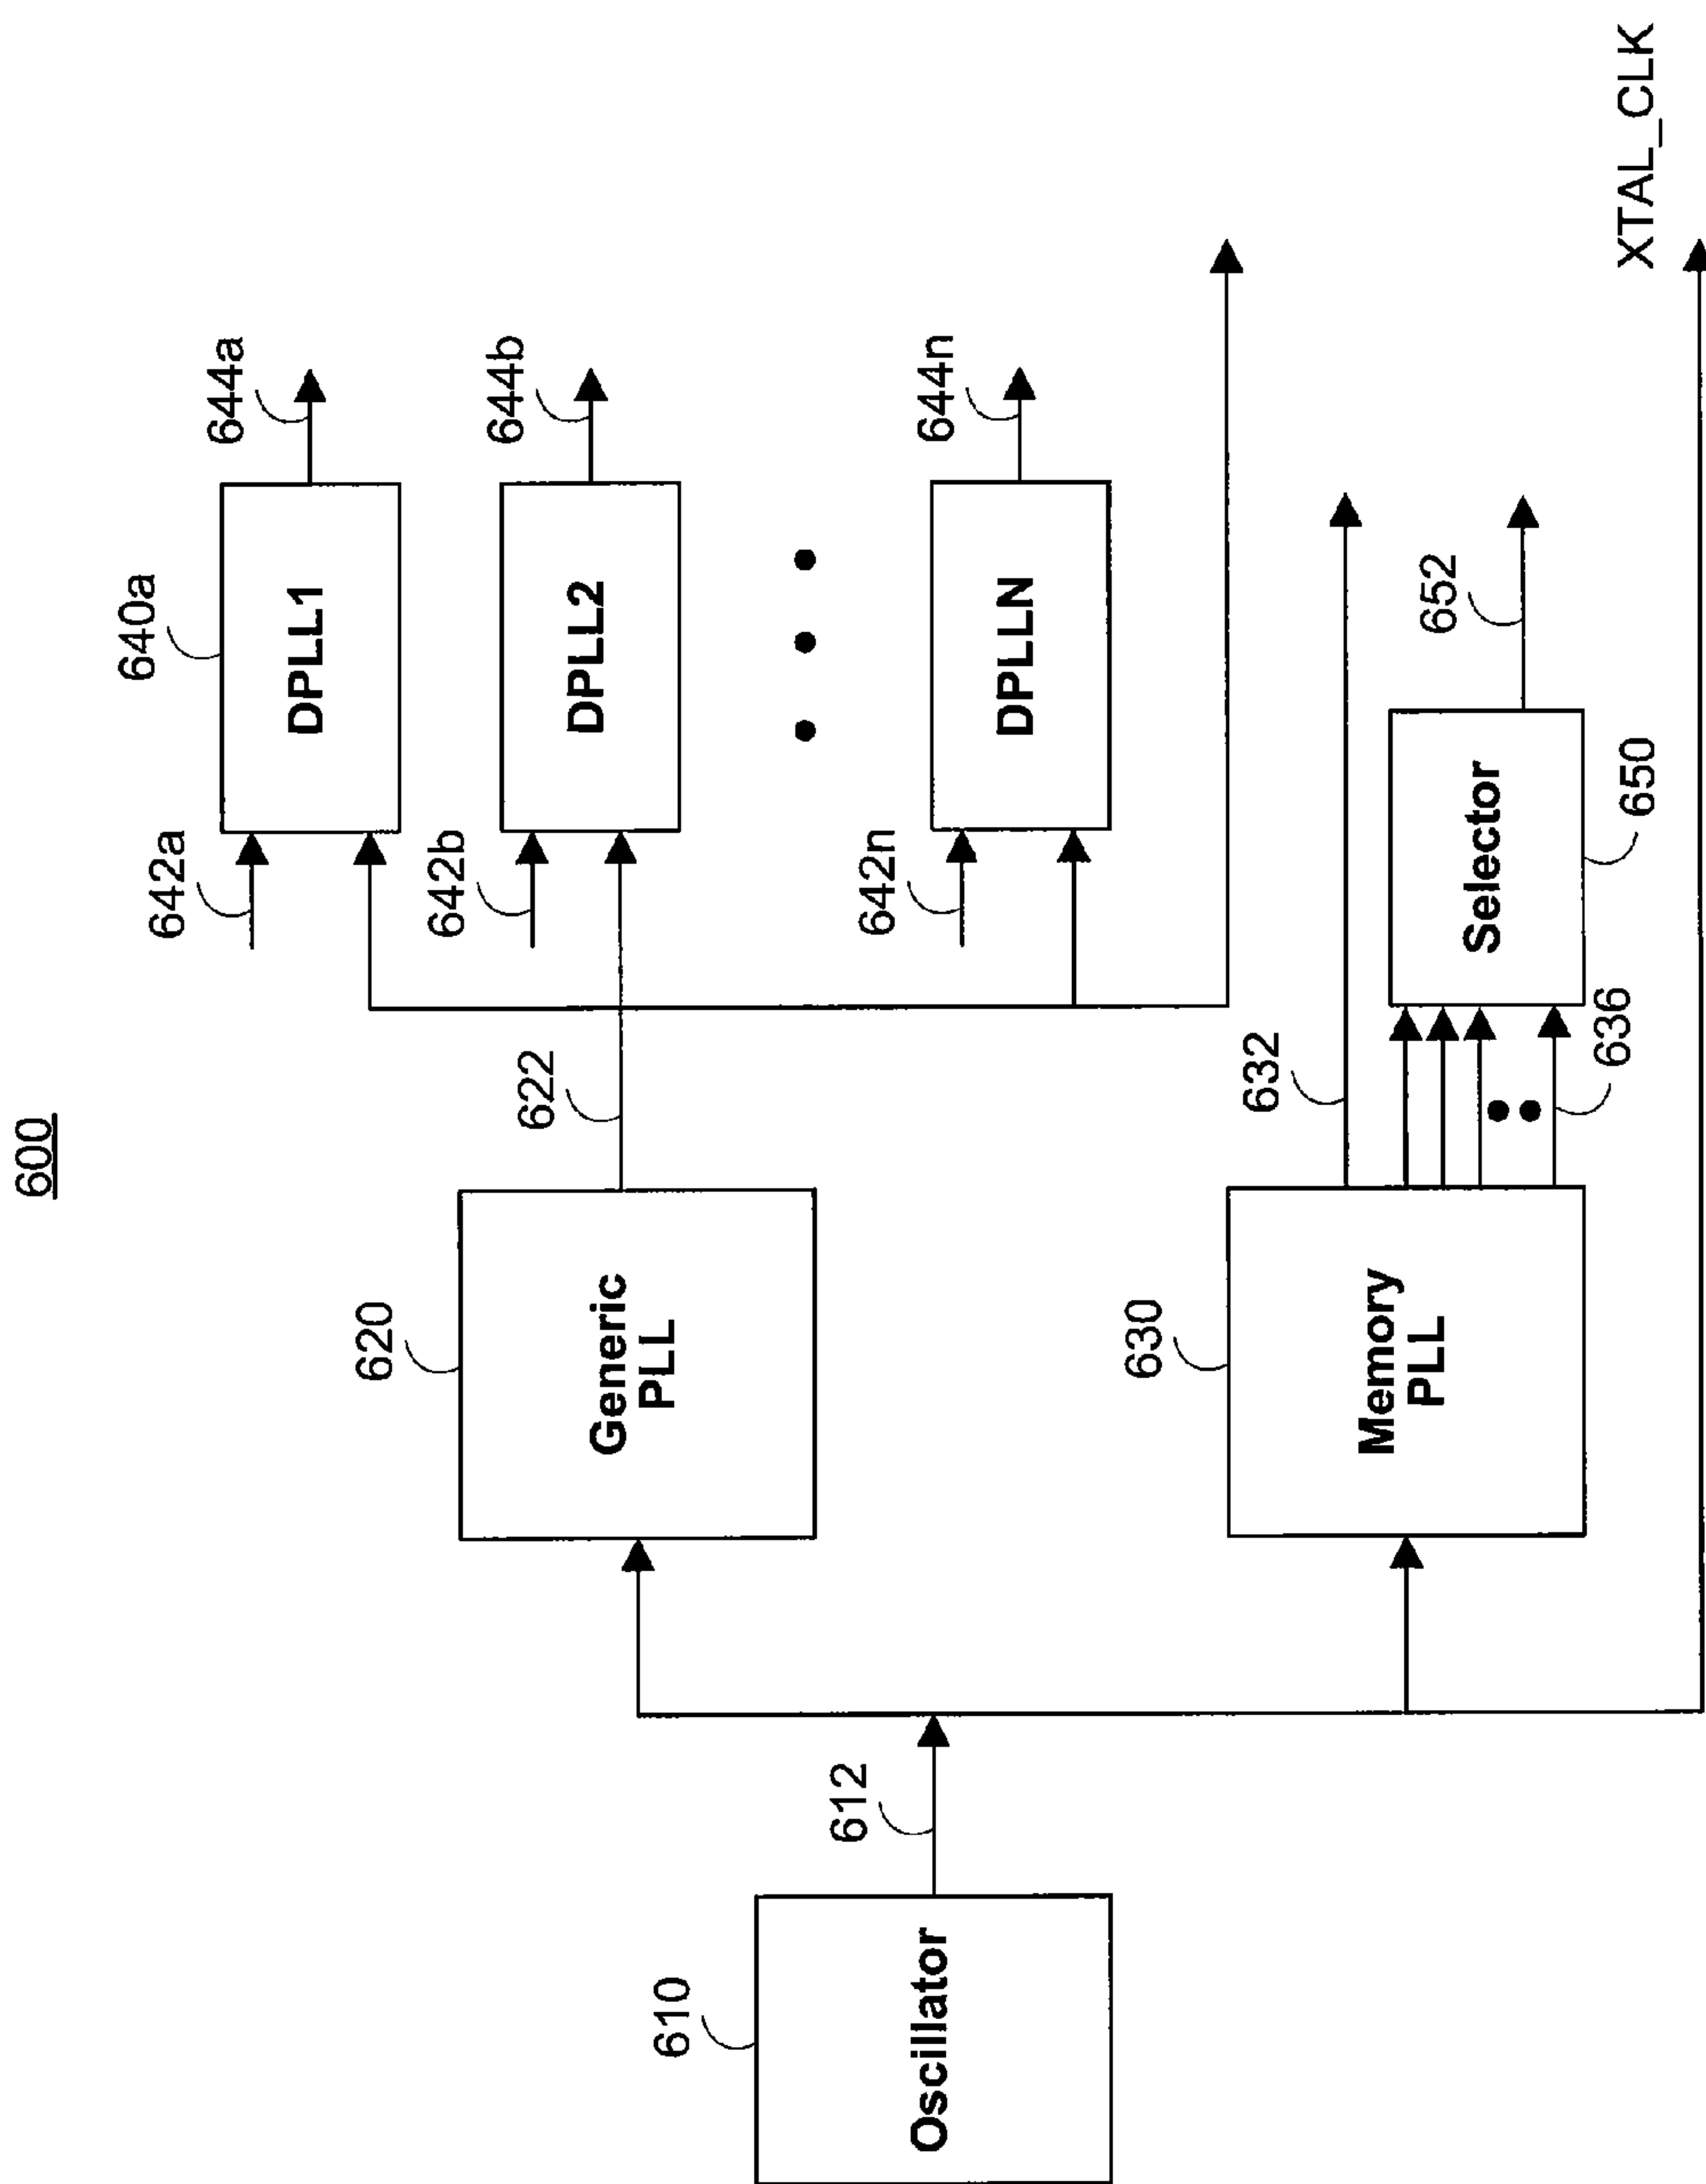 600
610
Oscillator
612
620
Generic
PLL
622
630
Memory
PLL
632
636
640a
642a
DPLL1
644a
642b
DPLL2
644b
642n
DPLLN
644n
Selector
650
652
XTAL_CLK